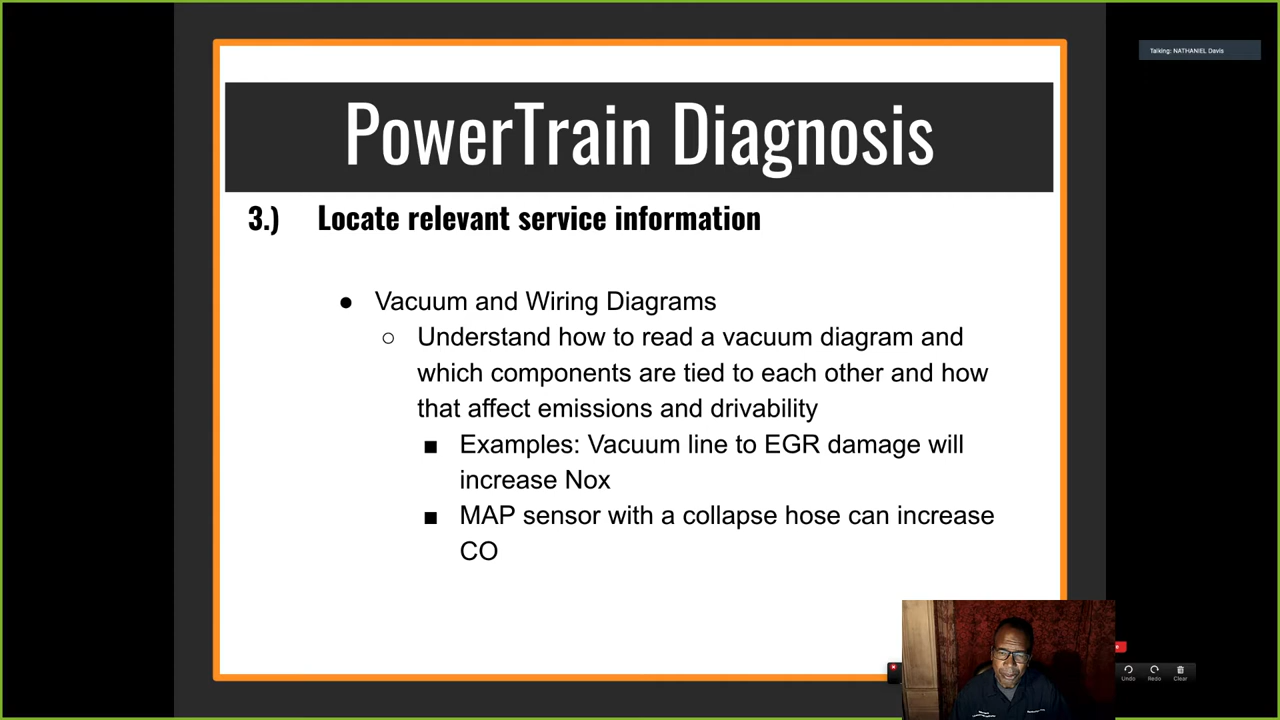 Talking: NATHANIEL Davis
PowerTrain Diagnosis
3.) Locate relevant service information
● Vacuum and Wiring Diagrams
○ Understand how to read a vacuum diagram and
which components are tied to each other and how
that affect emissions and drivability
■ Examples: Vacuum line to EGR damage will
increase Nox
■ MAP sensor with a collapse hose can increase
CO
Undo Redo Clear